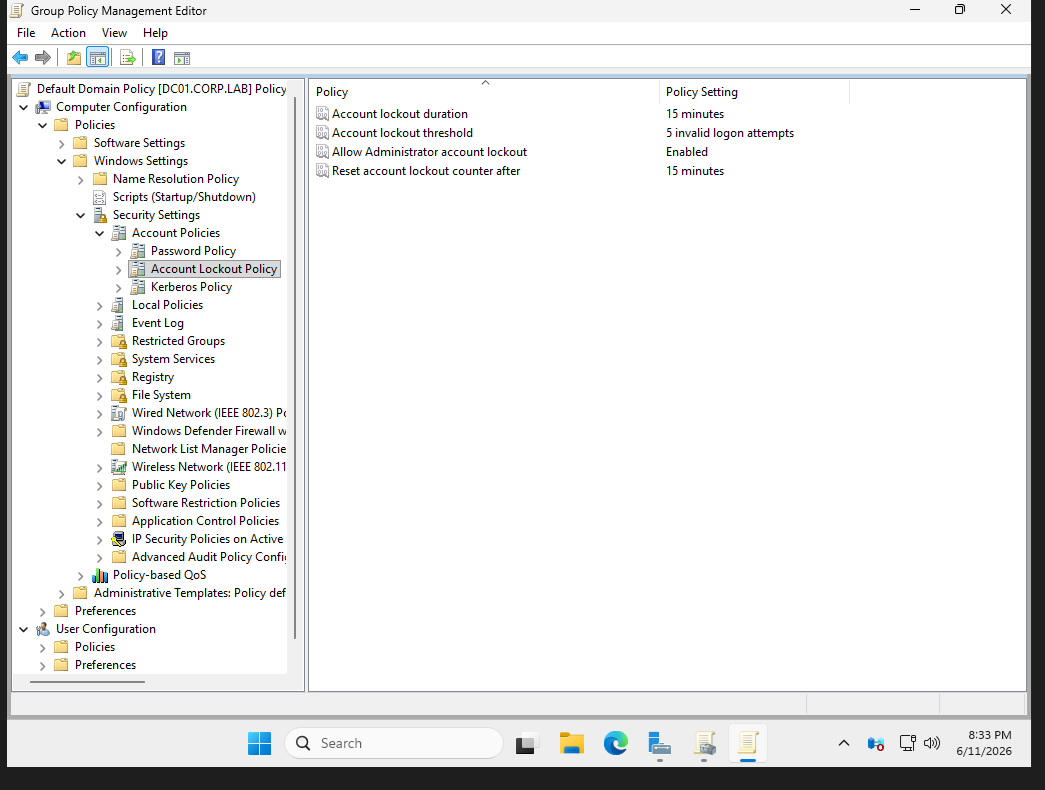 Group Policy Management Editor
File Action View Help
Default Domain Policy [DC01.CORP.LAB] Policy
Computer Configuration
Policies
Software Settings
Windows Settings
Name Resolution Policy
Scripts (Startup/Shutdown)
Security Settings
Account Policies
Password Policy
Account Lockout Policy
Kerberos Policy
Local Policies
Event Log
Restricted Groups
System Services
Registry
File System
Wired Network (IEEE 802.3) Po
Windows Defender Firewall w
Network List Manager Policie
Wireless Network (IEEE 802.11
Public Key Policies
Software Restriction Policies
Application Control Policies
IP Security Policies on Active
Advanced Audit Policy Config
Policy-based QoS
Administrative Templates: Policy def
Preferences
User Configuration
Policies
Preferences
Policy Policy Setting
Account lockout duration 15 minutes
Account lockout threshold 5 invalid logon attempts
Allow Administrator account lockout Enabled
Reset account lockout counter after 15 minutes
Search
8:33 PM
6/11/2026